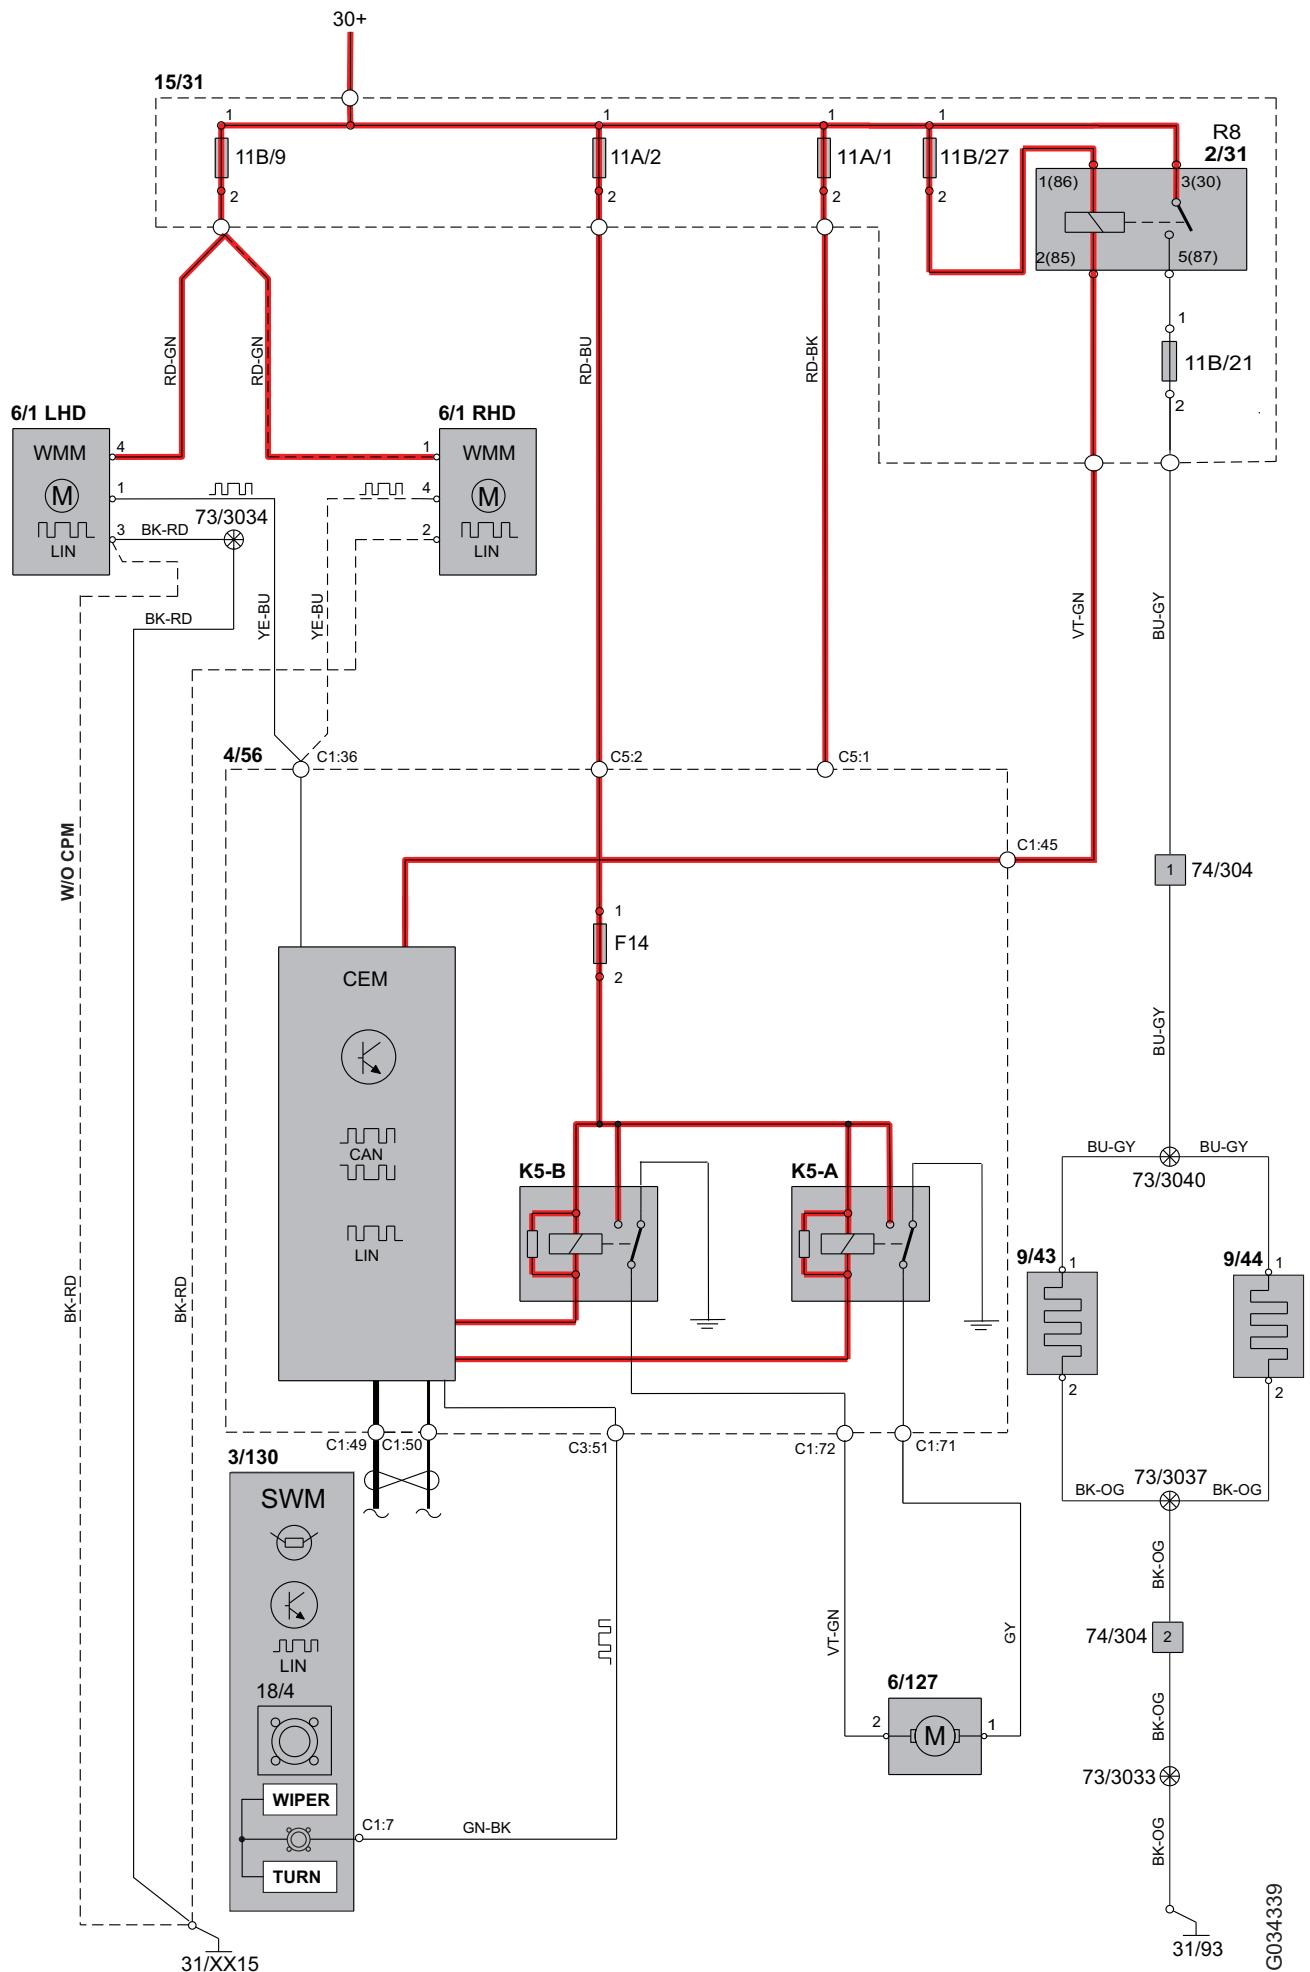 30+
15/31
1
1
1
1
R8
2/31
11B/9
11A/2
11A/1
11B/27
1(86)
3(30)
2
2
2
2
2(85)
5(87)
1
11B/21
2
RD-GN
RD-GN
RD-BU
RD-BK
6/1 LHD
6/1 RHD
WMM
4
1
WMM
M
1
4
M
73/3034
3
BK-RD
2
LIN
LIN
BK-RD
YE-BU
YE-BU
VT-GN
BU-GY
4/56
C1:36
C5:2
C5:1
C1:45
W/O CPM
1
74/304
1
F14
2
CEM
BU-GY
CAN
LIN
K5-B
K5-A
BU-GY
BU-GY
73/3040
9/43
1
9/44
1
BK-RD
BK-RD
2
2
C1:49
C1:50
C3:51
C1:72
C1:71
3/130
SWM
73/3037
BK-OG
BK-OG
BK-OG
LIN
VT-GN
GY
74/304
2
18/4
6/127
2
M
1
BK-OG
73/3033
WIPER
C1:7
GN-BK
BK-OG
TURN
31/XX15
31/93
G034339